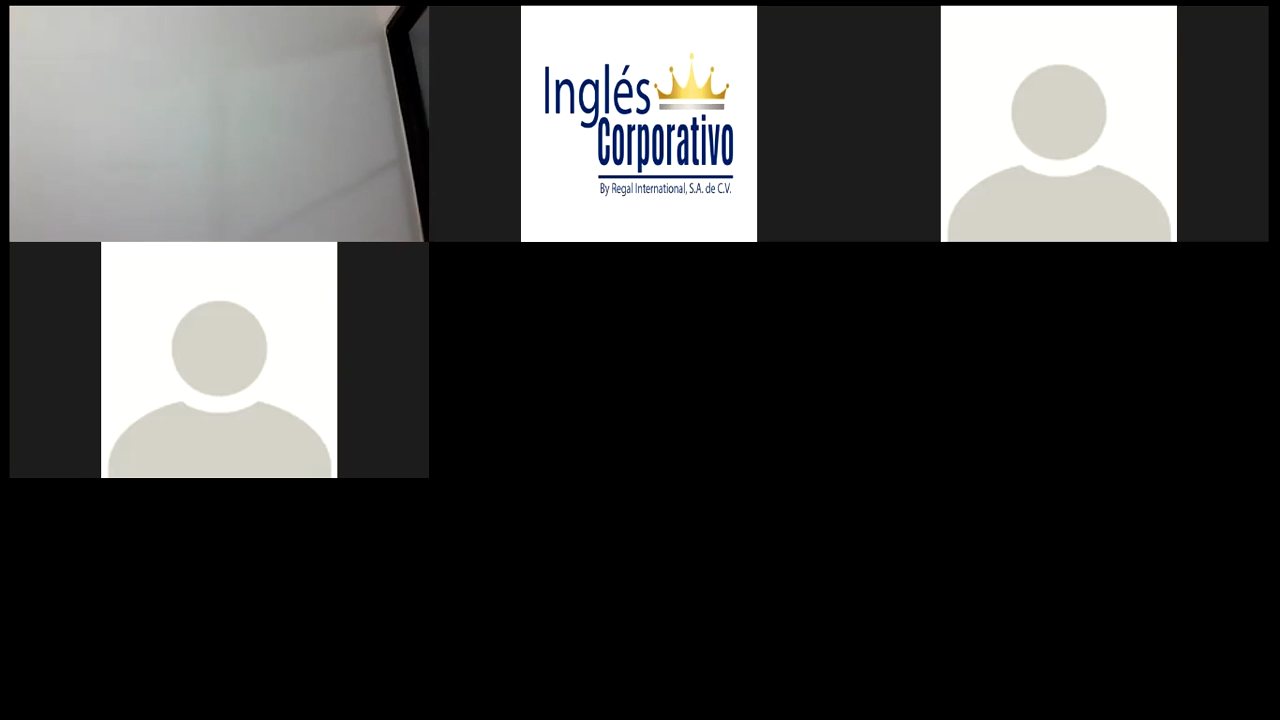 Inglés
Corporativo
By Regal International, S.A. de C.V.